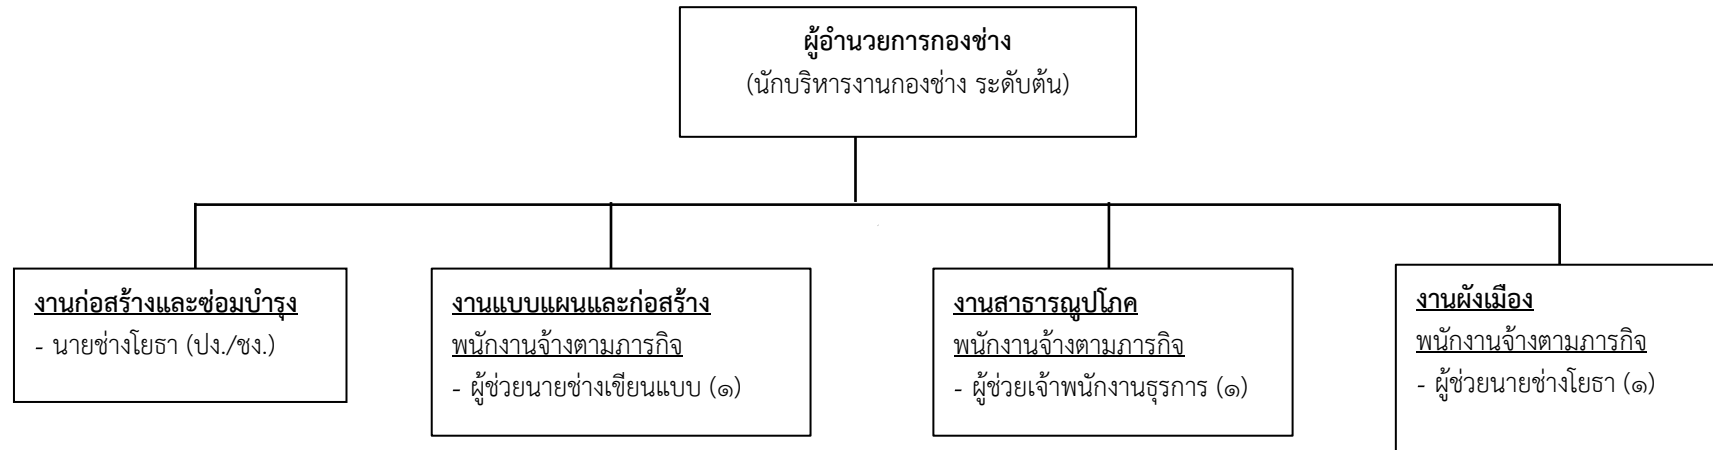 ผู้อำนวยการกองช่าง
(นักบริหารงานกองช่าง ระดับต้น)
งานก่อสร้างและซ่อมบำรุง
- นายช่างโยธา (ปง./ชง.)
งานแบบแผนและก่อสร้าง
พนักงานจ้างตามภารกิจ
- ผู้ช่วยนายช่างเขียนแบบ (๑)
งานสาธารณูปโภค
พนักงานจ้างตามภารกิจ
- ผู้ช่วยเจ้าพนักงานธุรการ (๑)
งานผังเมือง
พนักงานจ้างตามภารกิจ
- ผู้ช่วยนายช่างโยธา (๑)